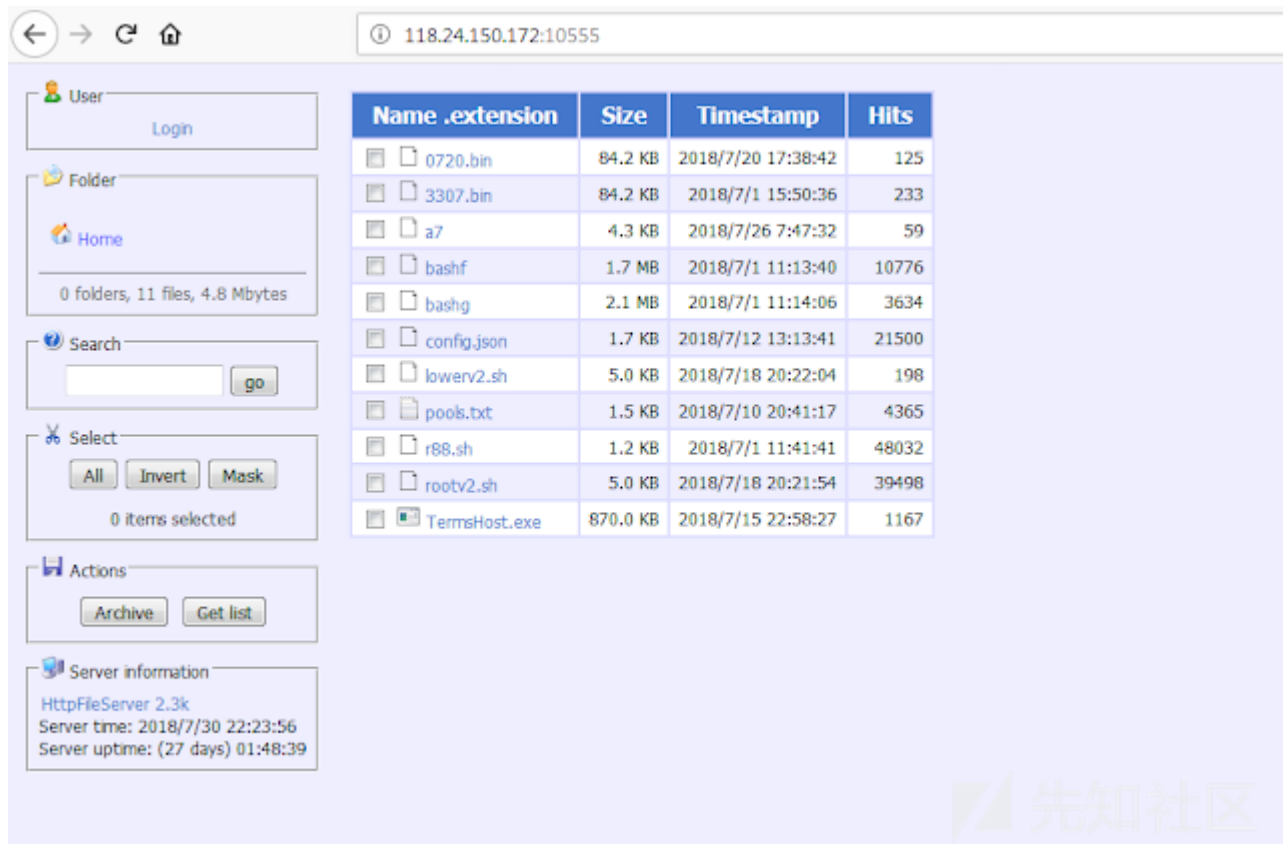 118.24.150.172:10555
User
Login
Folder
Home
0 folders, 11 files, 4.8 Mbytes
Search
go
Select
All Invert Mask
0 items selected
Actions
Archive Get list
Server information
HttpFileServer 2.3k
Server time: 2018/7/30 22:23:56
Server uptime: (27 days) 01:48:39
Name .extension Size Timestamp Hits
0720.bin 84.2 KB 2018/7/20 17:38:42 125
3307.bin 84.2 KB 2018/7/1 15:50:36 233
a7 4.3 KB 2018/7/26 7:47:32 59
bashf 1.7 MB 2018/7/1 11:13:40 10776
bashg 2.1 MB 2018/7/1 11:14:06 3634
config.json 1.7 KB 2018/7/12 13:13:41 21500
lowerv2.sh 5.0 KB 2018/7/18 20:22:04 198
pools.txt 1.5 KB 2018/7/10 20:41:17 4365
r88.sh 1.2 KB 2018/7/1 11:41:41 48032
rootv2.sh 5.0 KB 2018/7/18 20:21:54 39498
TermsHost.exe 870.0 KB 2018/7/15 22:58:27 1167
先知社区